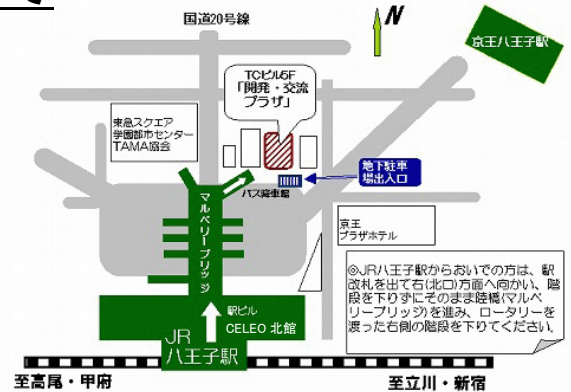 国道20号線
N
京王八王子駅
TCビル5F
「開発・交流
プラザ」
東急スクエア
学園都市センター
TAMA協会
地下駐車
場出入口
バス降車場
マルベリーブリッジ
京王
プラザホテル
◎JR八王子駅からおいでの方は、駅
改札を出て右(北口)方面へ向かい、階
段を下りずにそのまま陸橋(マルベ
リーブリッジ)を進み、ロータリーを
渡った右側の階段を下りてください。
駅ビル
CELEO 北館
JR
八王子駅
至高尾・甲府
至立川・新宿